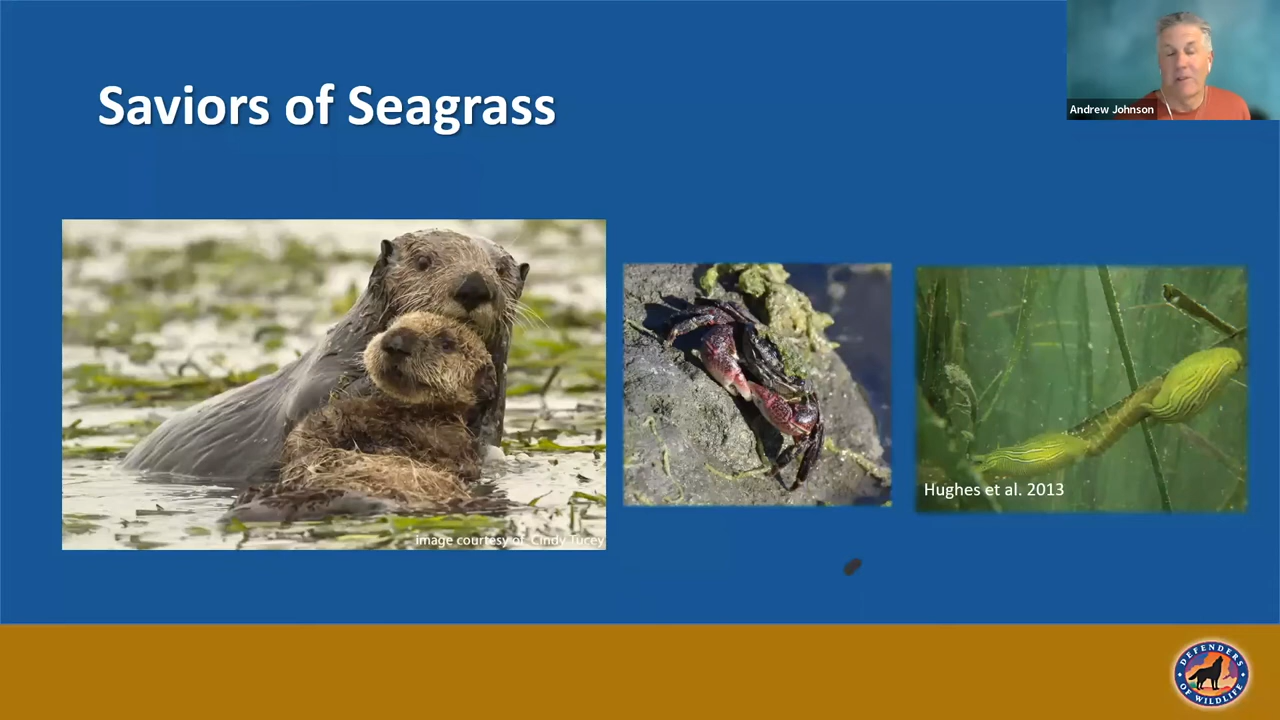 Saviors of Seagrass
Andrew Johnson
image courtesy of Cindy Tucey
Hughes et al. 2013
DEFENDERS
OF WILDLIFE